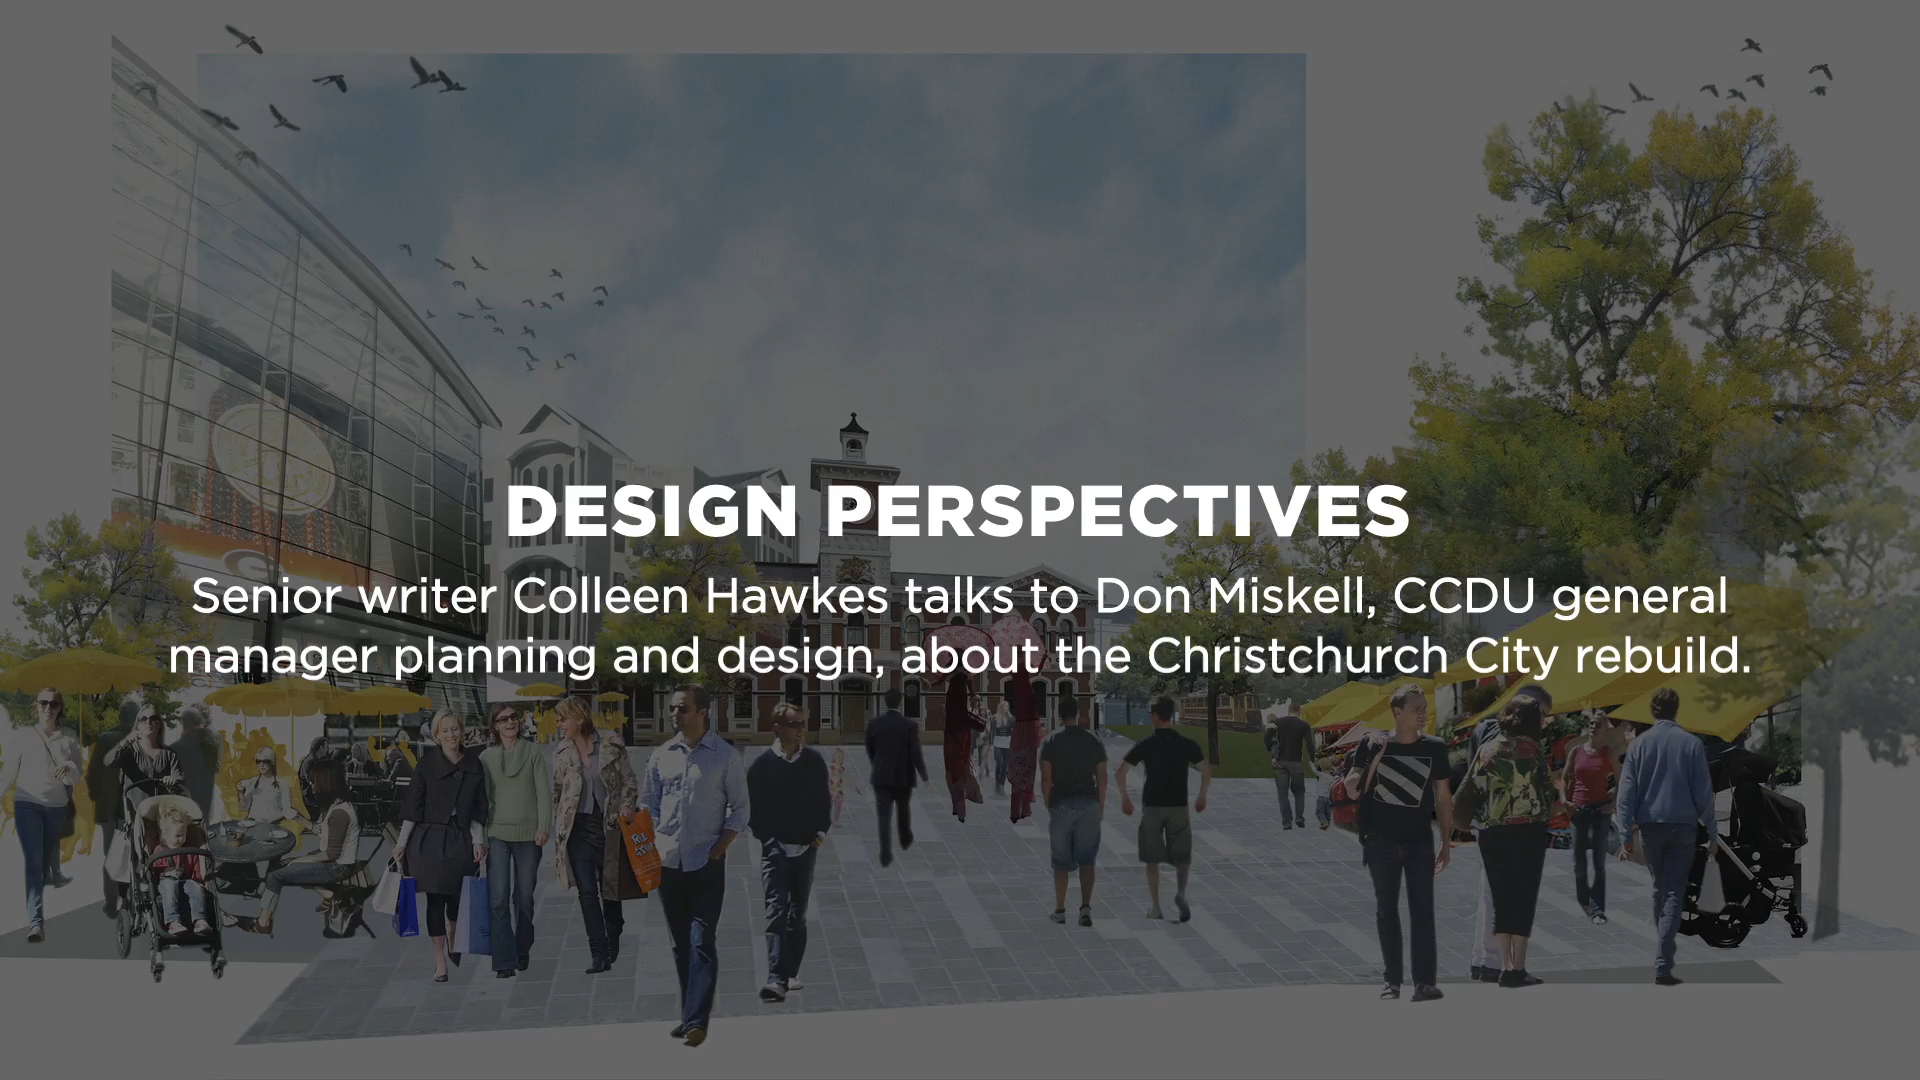 DESIGN PERSPECTIVES
Senior writer Colleen Hawkes talks to Don Miskell, CCDU general
manager planning and design, about the Christchurch City rebuild.